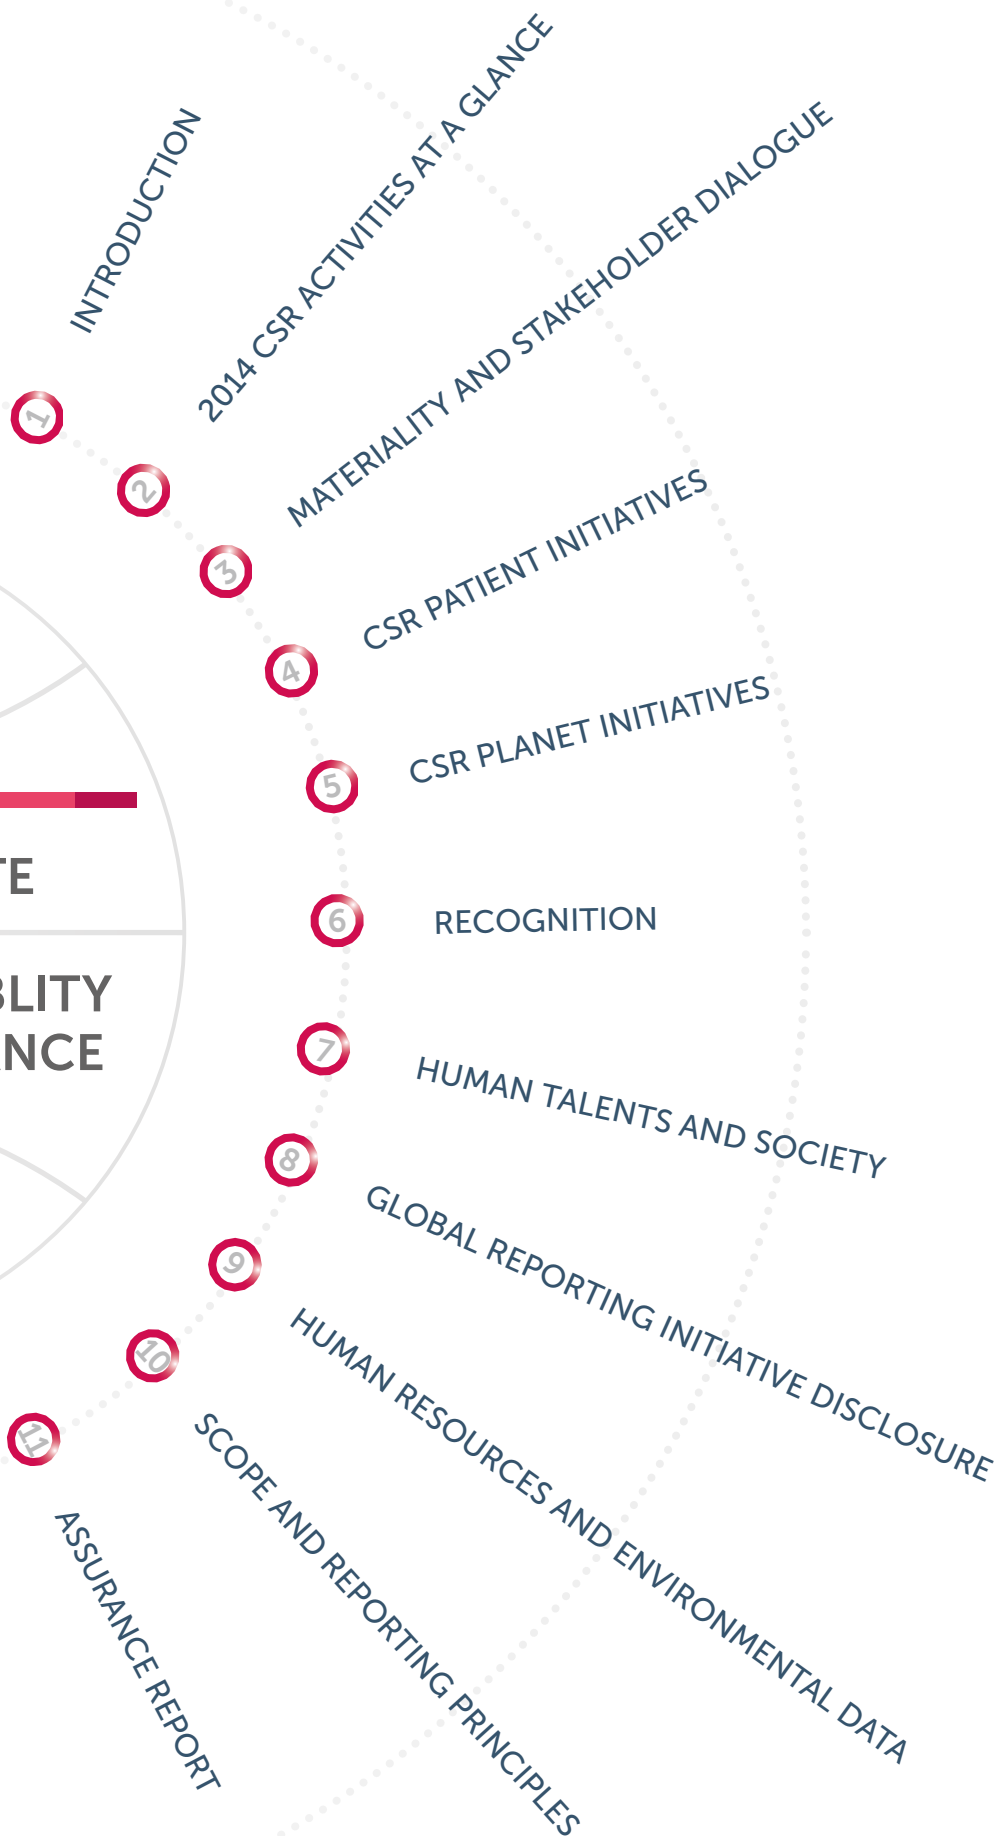 1
INTRODUCTION
2
2014 CSR ACTIVITIES AT A GLANCE
3
MATERIALITY AND STAKEHOLDER DIALOGUE
4
CSR PATIENT INITIATIVES
5
CSR PLANET INITIATIVES
TE
6
RECOGNITION
BLITY
NCE
7
HUMAN TALENTS AND SOCIETY
8
GLOBAL REPORTING INITIATIVE DISCLOSURE
9
HUMAN RESOURCES AND ENVIRONMENTAL DATA
10
SCOPE AND REPORTING PRINCIPLES
11
ASSURANCE REPORT